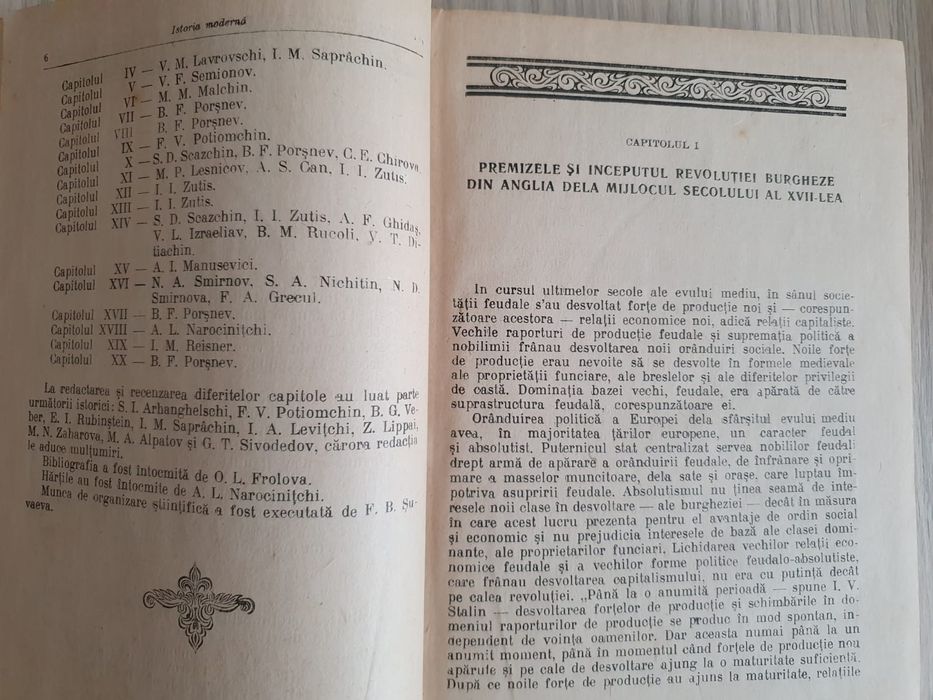 Istoria modernă
6
Capitolul IV — V. M. Lavrovschi, I. M. Saprâchin.
Capitolul V — V. F. Semionov.
Capitolul VI — M. M. Malchin.
Capitolul VII — B. F. Porșnev.
Capitolul VIII — B. F. Porșnev.
Capitolul IX — F. V. Potiomchin.
Capitolul X — S. D. Scazchin, B. F. Porșnev, C. E. Chirova.
Capitolul XI — M. P. Lesnicov, A. S. Can, I. I. Zutis.
Capitolul XII — I. I. Zutis.
Capitolul XIII — I. I. Zutis.
Capitolul XIV — S. D. Scazchin, I. I. Zutis, A. F. Ghidaș,
V. L. Izraeliav, B. M. Rucoli, V. T. Di-
tiachin.
Capitolul XV — A. I. Manusevici.
Capitolul XVI — N. A. Smirnov, S. A. Nichitin, N. D.
Smirnova, F. A. Grecul.
Capitolul XVII — B. F. Porșnev.
Capitolul XVIII — A. L. Narocinițchi.
Capitolul XIX — I. M. Reisner.
Capitolul XX — B. F. Porșnev.
La redactarea și recenzarea diferitelor capitole au luat parte
următorii istorici: S. I. Arhanghelschi, F. V. Potiomchin, B. G. Ve-
ber, E. I. Rubinștein, I. M. Saprâchin, I. A. Levițchi, Z. Lippai,
M. N. Zaharova, M. A. Alpatov și G. T. Sivodedov, cărora redacția
le aduce mulțumiri.
Bibliografia a fost întocmită de O. L. Frolova.
Hărțile au fost întocmite de A. L. Narocinițchi.
Munca de organizare științifică a fost executată de F. B. Șu-
vaeva.
CAPITOLUL I
PREMIZELE ȘI INCEPUTUL REVOLUȚIEI BURGHEZE
DIN ANGLIA DELA MIJLOCUL SECOLULUI AL XVII-LEA
In cursul ultimelor secole ale evului mediu, în sânul socie-
tății feudale s'au desvoltat forțe de producție noi și — corespun-
zătoare acestora — relații economice noi, adică relații capitaliste.
Vechile raporturi de producție feudale și supremația politică a
nobilimii frânau desvoltarea noii orânduiri sociale. Noile forțe
de producție erau nevoite să se desvolte în formele medievale
ale proprietății funciare, ale breslelor și ale diferitelor privilegii
de castă. Dominația bazei vechi, feudale, era apărată de către
suprastructura feudală, corespunzătoare ei.
Orânduirea politică a Europei dela sfârșitul evului mediu
avea, în majoritatea țărilor europene, un caracter feudal
și absolutist. Puternicul stat centralizat servea nobililor feudali
drept armă de apărare a orânduirii feudale, de înfrânare și opri-
mare a masselor muncitoare, dela sate și orașe, care luptau îm-
potriva asupririi feudale. Absolutismul nu ținea seamă de inte-
resele noii clase în desvoltare — ale burgheziei — decât în măsura
în care acest lucru prezenta pentru el avantaje de ordin social
și economic și nu prejudicia interesele de bază ale clasei domi-
nante, ale proprietarilor funciari. Lichidarea vechilor relații eco-
nomice feudale și a vechilor forme politice feudalo-absolutiste,
care frânau desvoltarea capitalismului, nu era cu putință decât
pe calea revoluției. „Până la o anumită perioadă — spune I. V.
Stalin — desvoltarea forțelor de producție și schimbările în do-
meniul raporturilor de producție se produc în mod spontan, in-
dependent de voința oamenilor. Dar aceasta numai până la un
anumit moment, până în momentul când forțele de producție nou
apărute și pe cale de desvoltare ajung la o maturitate suficientă.
După ce noile forțe de producție au ajuns la maturitate, relațiile